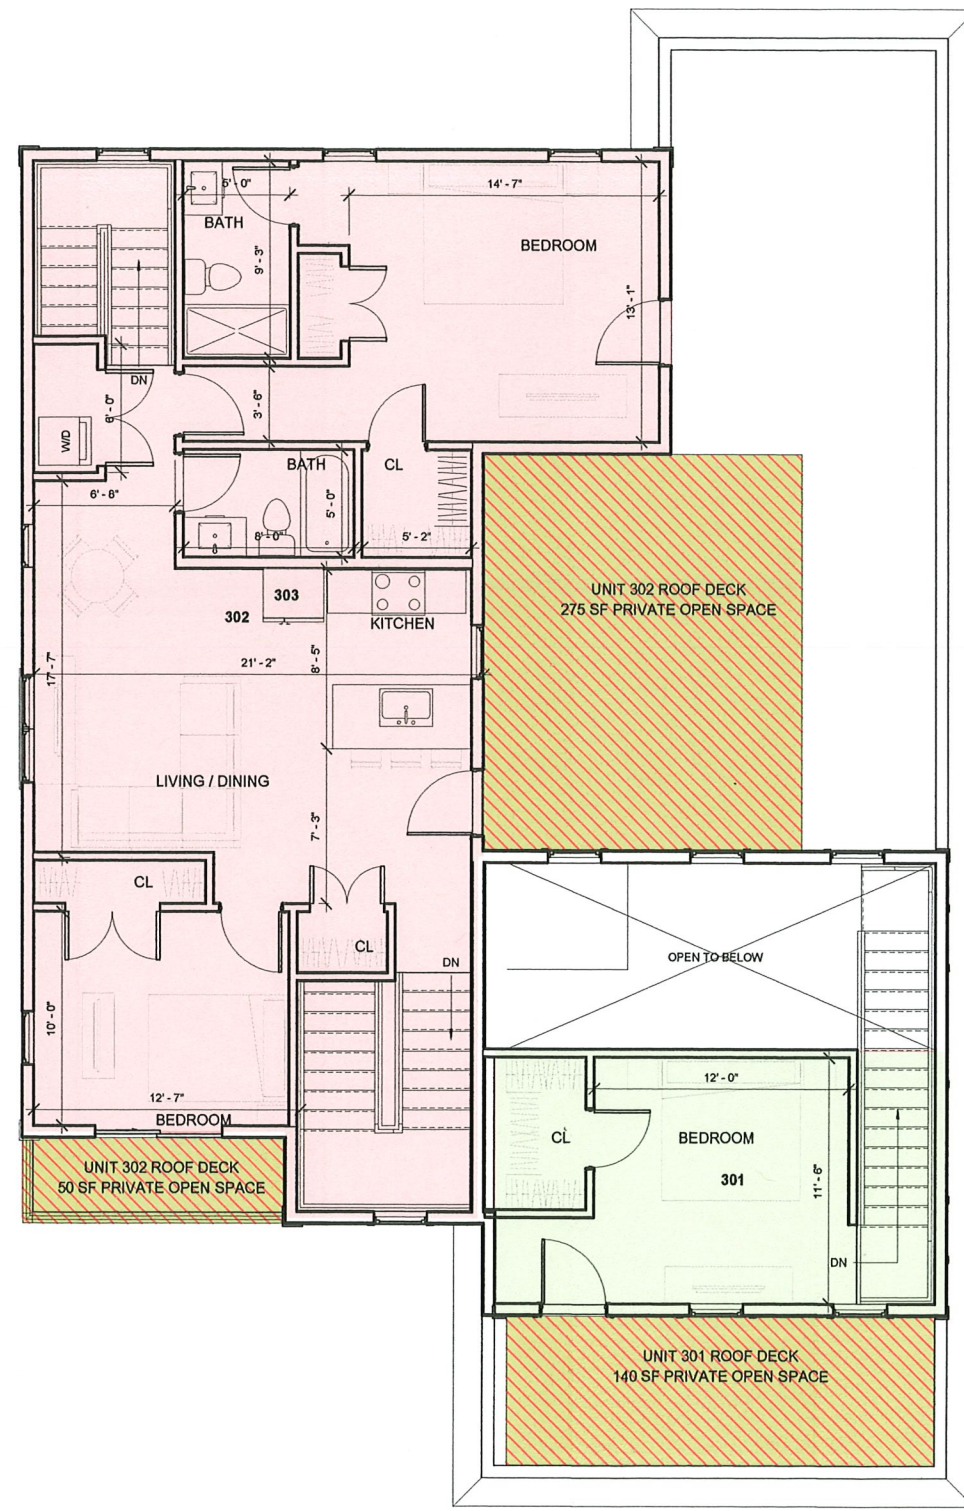 5' - 0"
14' - 7"
BATH
BEDROOM
9' - 3"
13' - 1"
DN
6' - 0"
3' - 6"
W/D
BATH
CL
6' - 8"
5' - 0"
8' - 0"
5' - 2"
UNIT 302 ROOF DECK
275 SF PRIVATE OPEN SPACE
303
302
KITCHEN
21' - 2"
8' - 5"
17' - 7"
LIVING / DINING
7' - 3"
CL
CL
DN
OPEN TO BELOW
10' - 0"
12' - 7"
BEDROOM
12' - 0"
CL
BEDROOM
301
11' - 6"
UNIT 302 ROOF DECK
50 SF PRIVATE OPEN SPACE
DN
UNIT 301 ROOF DECK
140 SF PRIVATE OPEN SPACE